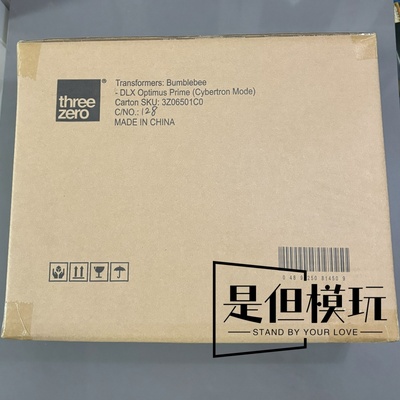 three
zero
®
Transformers: Bumblebee
- DLX Optimus Prime (Cybertron Mode)
Carton SKU: 3Z06501C0
C/NO.: 128
MADE IN CHINA
是但模玩
STAND BY YOUR LOVE